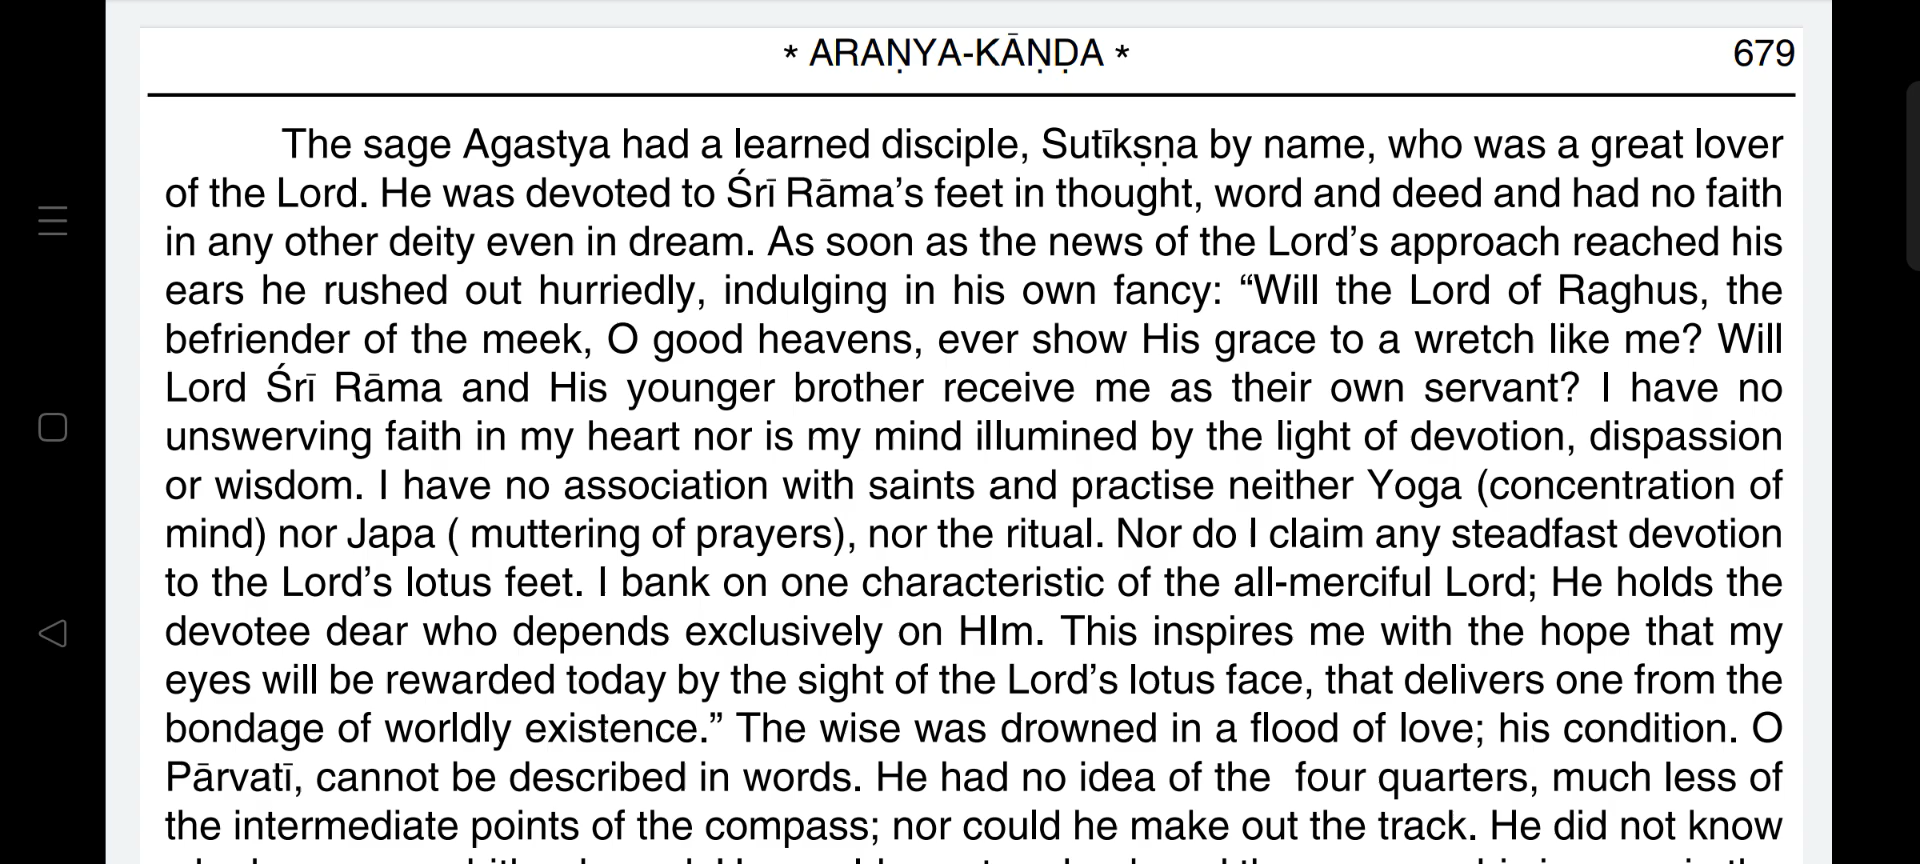 * ARAṆYA-KĀṆḌA * 679
The sage Agastya had a learned disciple, Sutīkṣṇa by name, who was a great lover
of the Lord. He was devoted to Śrī Rāma’s feet in thought, word and deed and had no faith
in any other deity even in dream. As soon as the news of the Lord’s approach reached his
ears he rushed out hurriedly, indulging in his own fancy: “Will the Lord of Raghus, the
befriender of the meek, O good heavens, ever show His grace to a wretch like me? Will
Lord Śrī Rāma and His younger brother receive me as their own servant? I have no
unswerving faith in my heart nor is my mind illumined by the light of devotion, dispassion
or wisdom. I have no association with saints and practise neither Yoga (concentration of
mind) nor Japa ( muttering of prayers), nor the ritual. Nor do I claim any steadfast devotion
to the Lord’s lotus feet. I bank on one characteristic of the all-merciful Lord; He holds the
devotee dear who depends exclusively on HIm. This inspires me with the hope that my
eyes will be rewarded today by the sight of the Lord’s lotus face, that delivers one from the
bondage of worldly existence.” The wise was drowned in a flood of love; his condition. O
Pārvatī, cannot be described in words. He had no idea of the  four quarters, much less of
the intermediate points of the compass; nor could he make out the track. He did not know